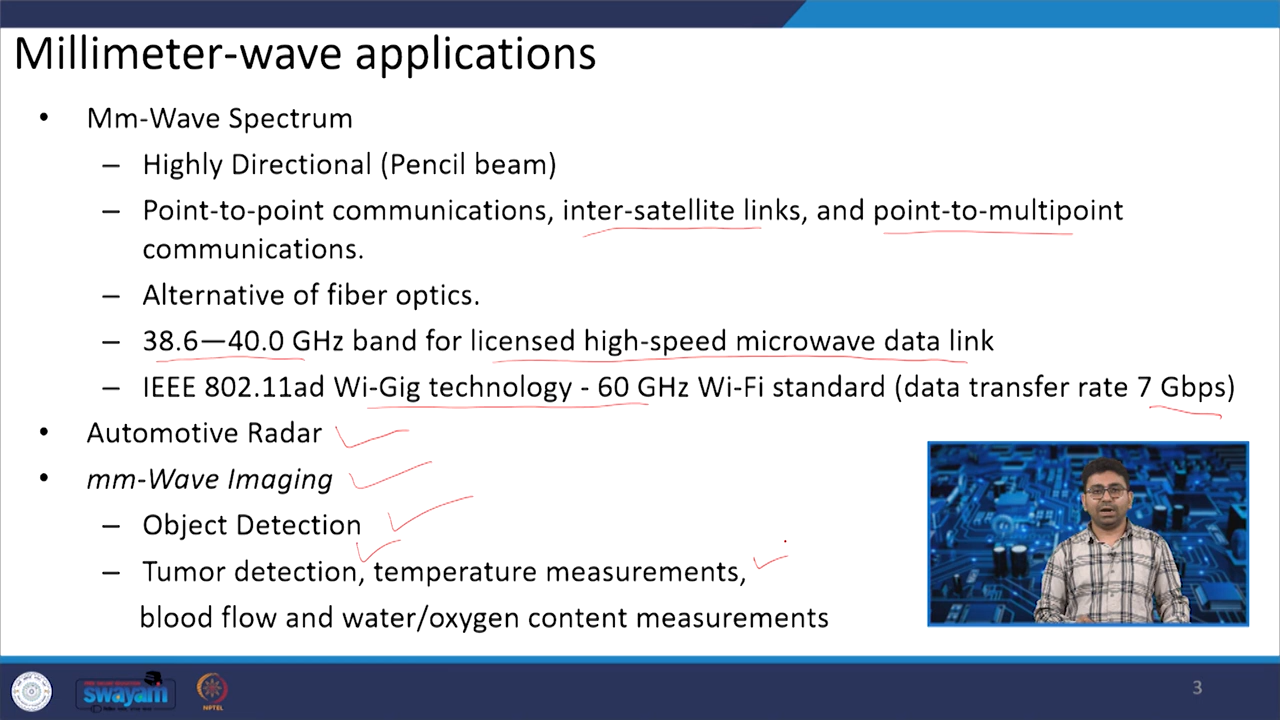 Millimeter-wave applications
• Mm-Wave Spectrum
– Highly Directional (Pencil beam)
– Point-to-point communications, inter-satellite links, and point-to-multipoint
communications.
– Alternative of fiber optics.
– 38.6—40.0 GHz band for licensed high-speed microwave data link
– IEEE 802.11ad Wi-Gig technology - 60 GHz Wi-Fi standard (data transfer rate 7 Gbps)
• Automotive Radar
• mm-Wave Imaging
– Object Detection
– Tumor detection, temperature measurements,
blood flow and water/oxygen content measurements
swayam
NPTEL
3